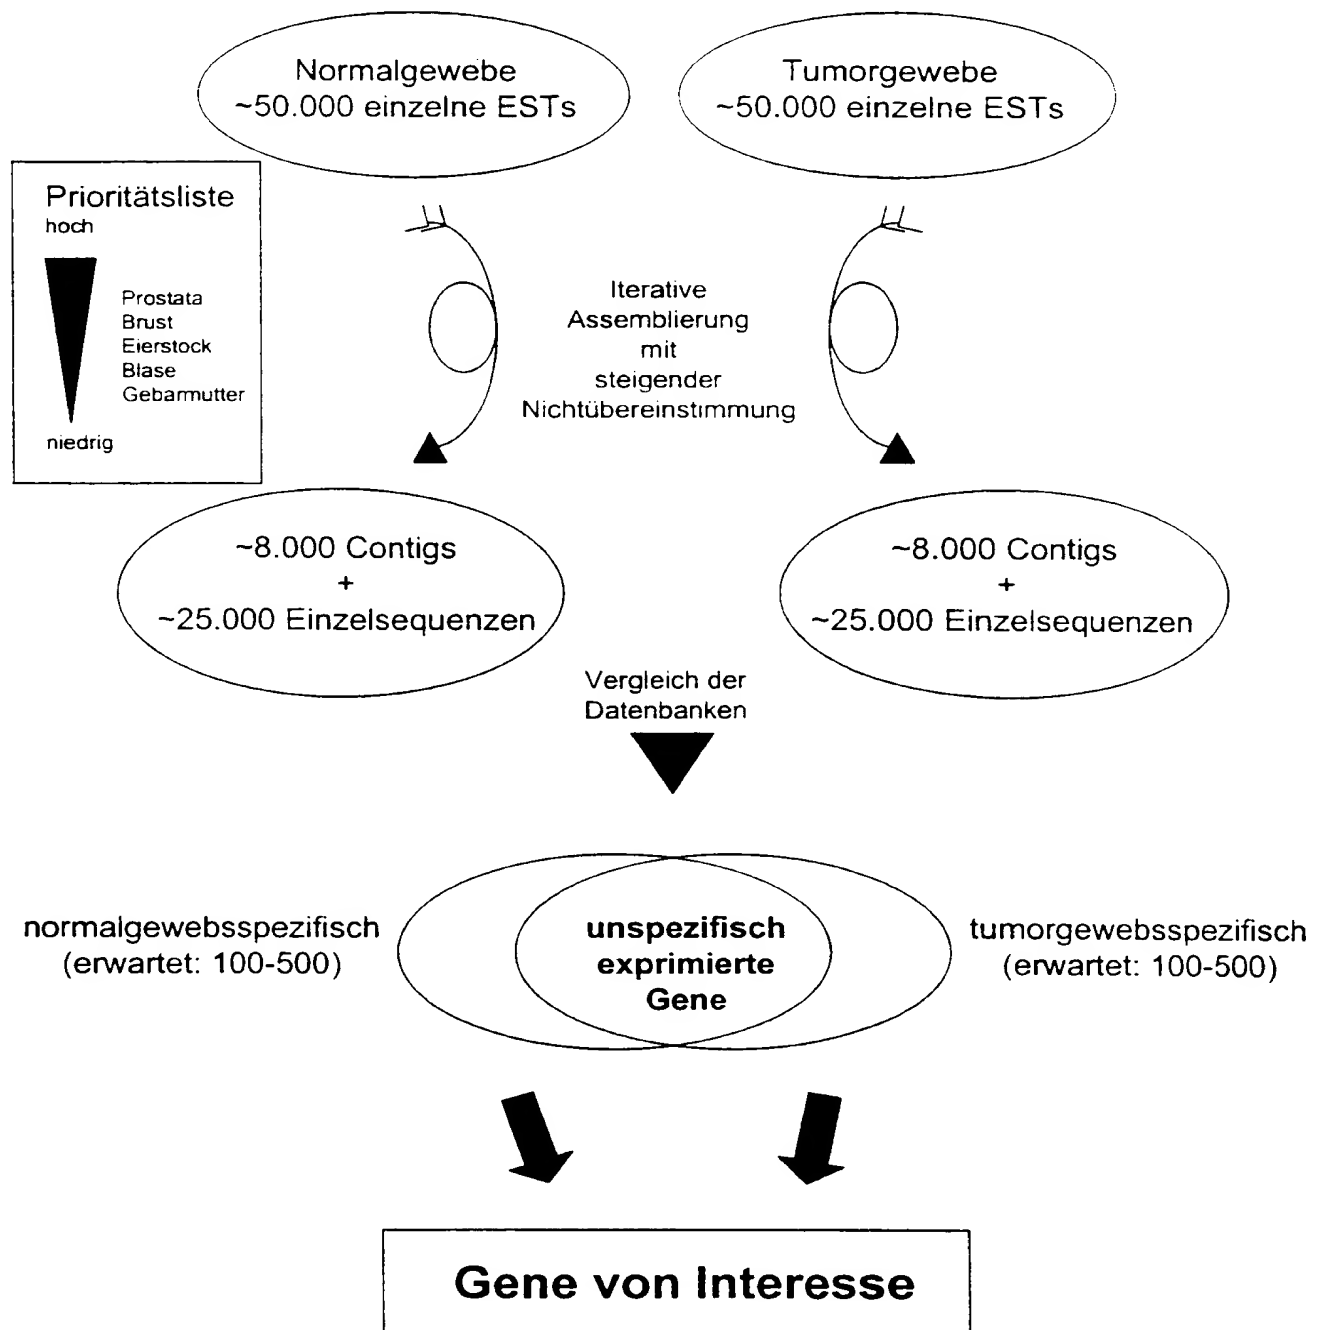 Normalgewebe
~50.000 einzelne ESTs
Tumorgewebe
~50.000 einzelne ESTs
Prioritätsliste
hoch
Prostata
Brust
Eierstock
Blase
Gebarmutter
niedrig
Iterative
Assemblierung
mit
steigender
Nichtübereinstimmung
~8.000 Contigs
+
~25.000 Einzelsequenzen
~8.000 Contigs
+
~25.000 Einzelsequenzen
Vergleich der
Datenbanken
normalgewebsspezifisch
(erwartet: 100-500)
unspezifisch
exprimierte
Gene
tumorgewebsspezifisch
(erwartet: 100-500)
Gene von Interesse